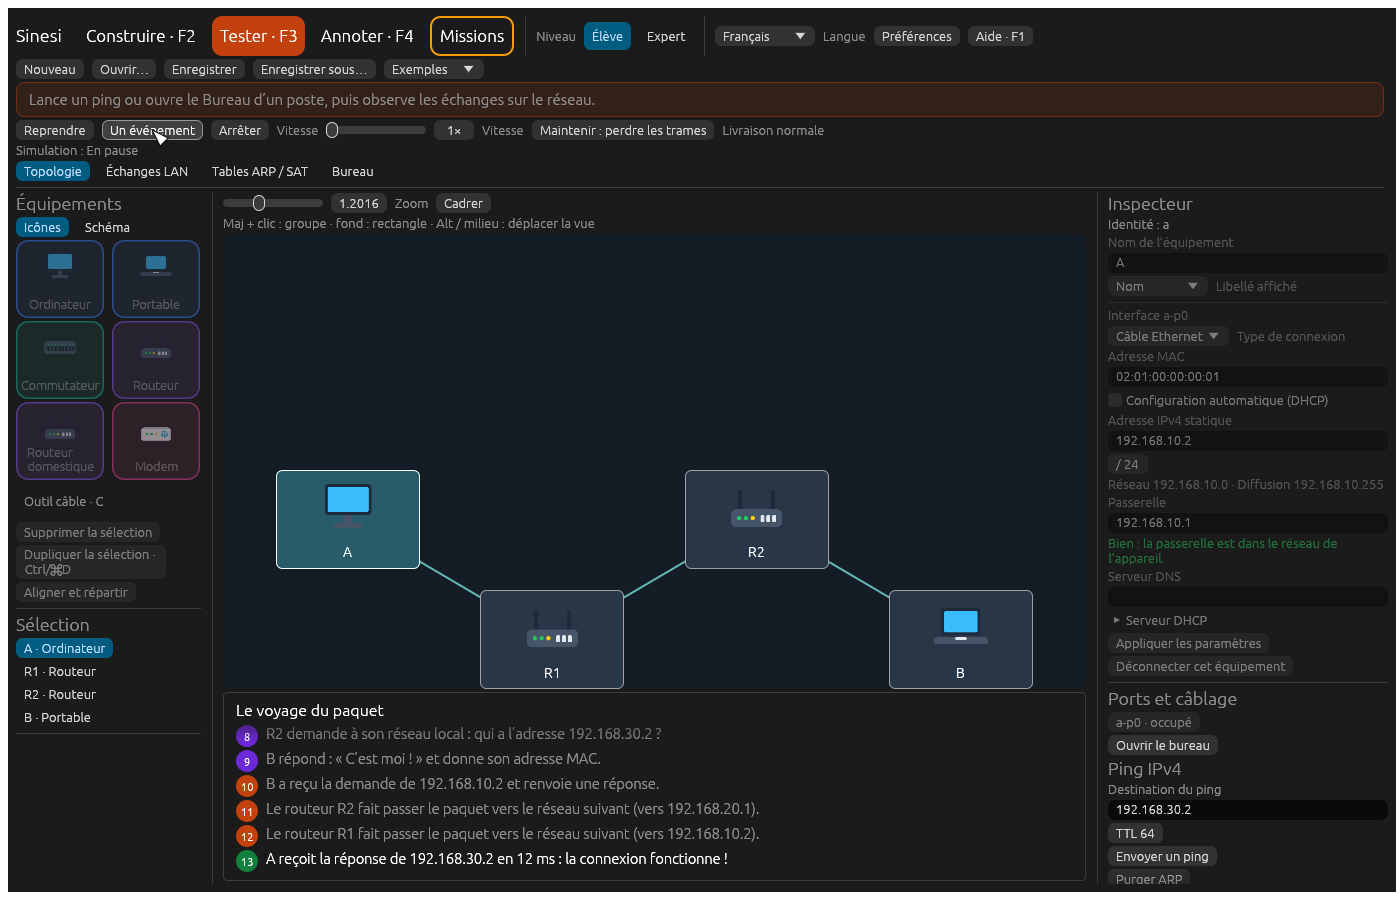 Sinesi Construire · F2 Tester · F3 Annoter · F4 Missions Niveau Élève Expert Français Langue Préférences Aide · F1
Nouveau Ouvrir… Enregistrer Enregistrer sous… Exemples
Lance un ping ou ouvre le Bureau d’un poste, puis observe les échanges sur le réseau.
Reprendre Un événement Arrêter Vitesse 1× Vitesse Maintenir : perdre les trames Livraison normale
Simulation : En pause
Topologie Échanges LAN Tables ARP / SAT Bureau
Équipements
Icônes Schéma
Ordinateur Portable
Commutateur Routeur
Routeur domestique Modem
Outil câble · C
Supprimer la sélection
Dupliquer la sélection ·
Ctrl/⌘D
Aligner et répartir
Sélection
A · Ordinateur
R1 · Routeur
R2 · Routeur
B · Portable
1.2016 Zoom Cadrer
Maj + clic : groupe · fond : rectangle · Alt / milieu : déplacer la vue
A
R2
R1
B
Le voyage du paquet
8 R2 demande à son réseau local : qui a l’adresse 192.168.30.2 ?
9 B répond : « C’est moi ! » et donne son adresse MAC.
10 B a reçu la demande de 192.168.10.2 et renvoie une réponse.
11 Le routeur R2 fait passer le paquet vers le réseau suivant (vers 192.168.20.1).
12 Le routeur R1 fait passer le paquet vers le réseau suivant (vers 192.168.10.2).
13 A reçoit la réponse de 192.168.30.2 en 12 ms : la connexion fonctionne !
Inspecteur
Identité : a
Nom de l’équipement
A
Nom Libellé affiché
Interface a-p0
Câble Ethernet Type de connexion
Adresse MAC
02:01:00:00:00:01
Configuration automatique (DHCP)
Adresse IPv4 statique
192.168.10.2
/ 24
Réseau 192.168.10.0 · Diffusion 192.168.10.255
Passerelle
192.168.10.1
Bien : la passerelle est dans le réseau de
l’appareil.
Serveur DNS
Serveur DHCP
Appliquer les paramètres
Déconnecter cet équipement
Ports et câblage
a-p0 · occupé
Ouvrir le bureau
Ping IPv4
Destination du ping
192.168.30.2
TTL 64
Envoyer un ping
Purger ARP